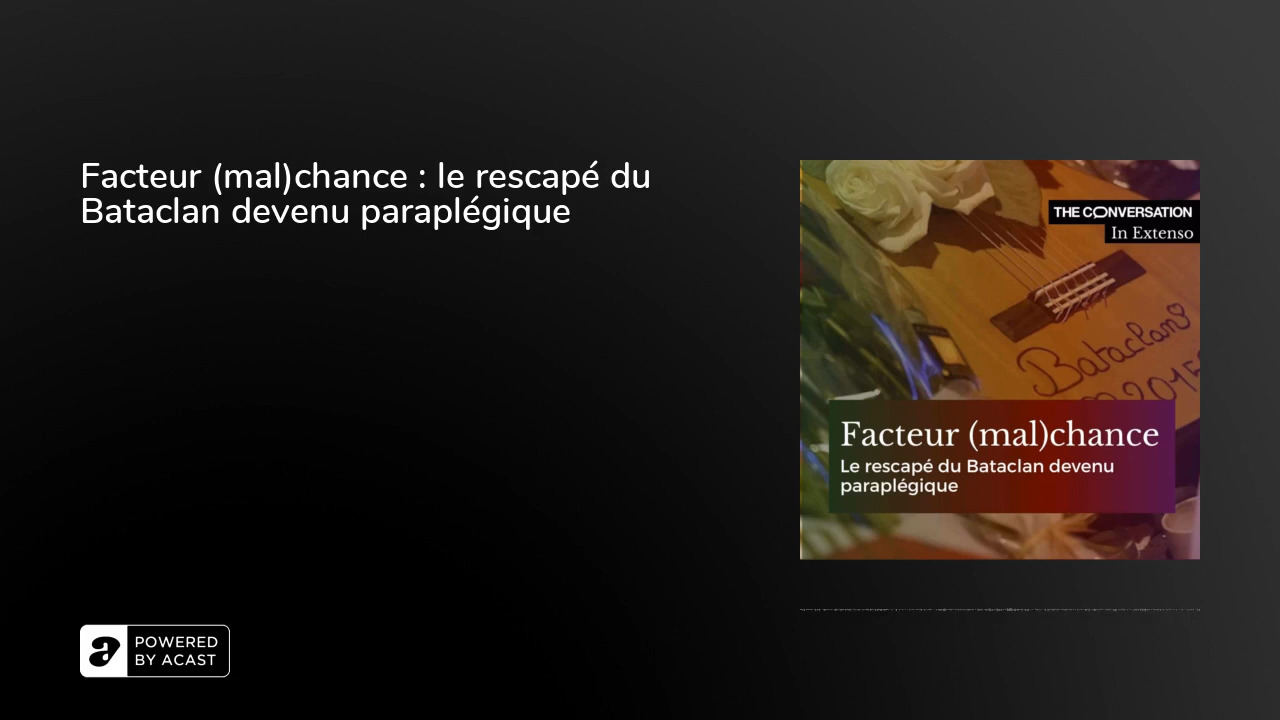 Facteur (mal)chance : le rescapé du
Bataclan devenu paraplégique
THE CONVERSATION
In Extenso
Bataclan
2015
Facteur (mal)chance
Le rescapé du Bataclan devenu
paraplégique
POWERED
BY ACAST